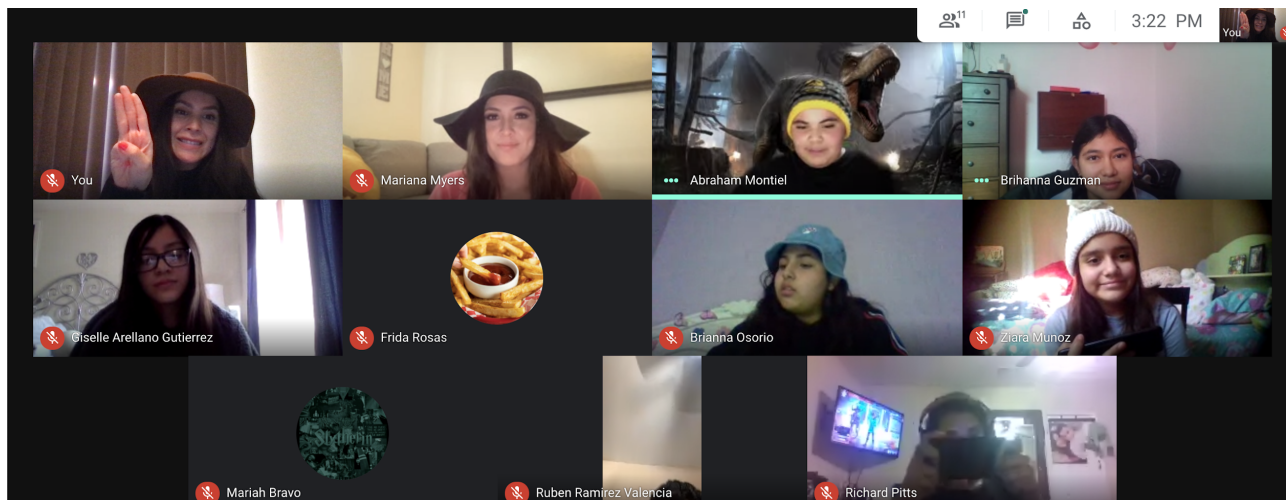 11
3:22 PM
You
You
Mariana Myers
Abraham Montiel
Brihanna Guzman
Giselle Arellano Gutierrez
Frida Rosas
Brianna Osorio
Ziara Munoz
Slytherin
Mariah Bravo
Ruben Ramirez Valencia
Richard Pitts